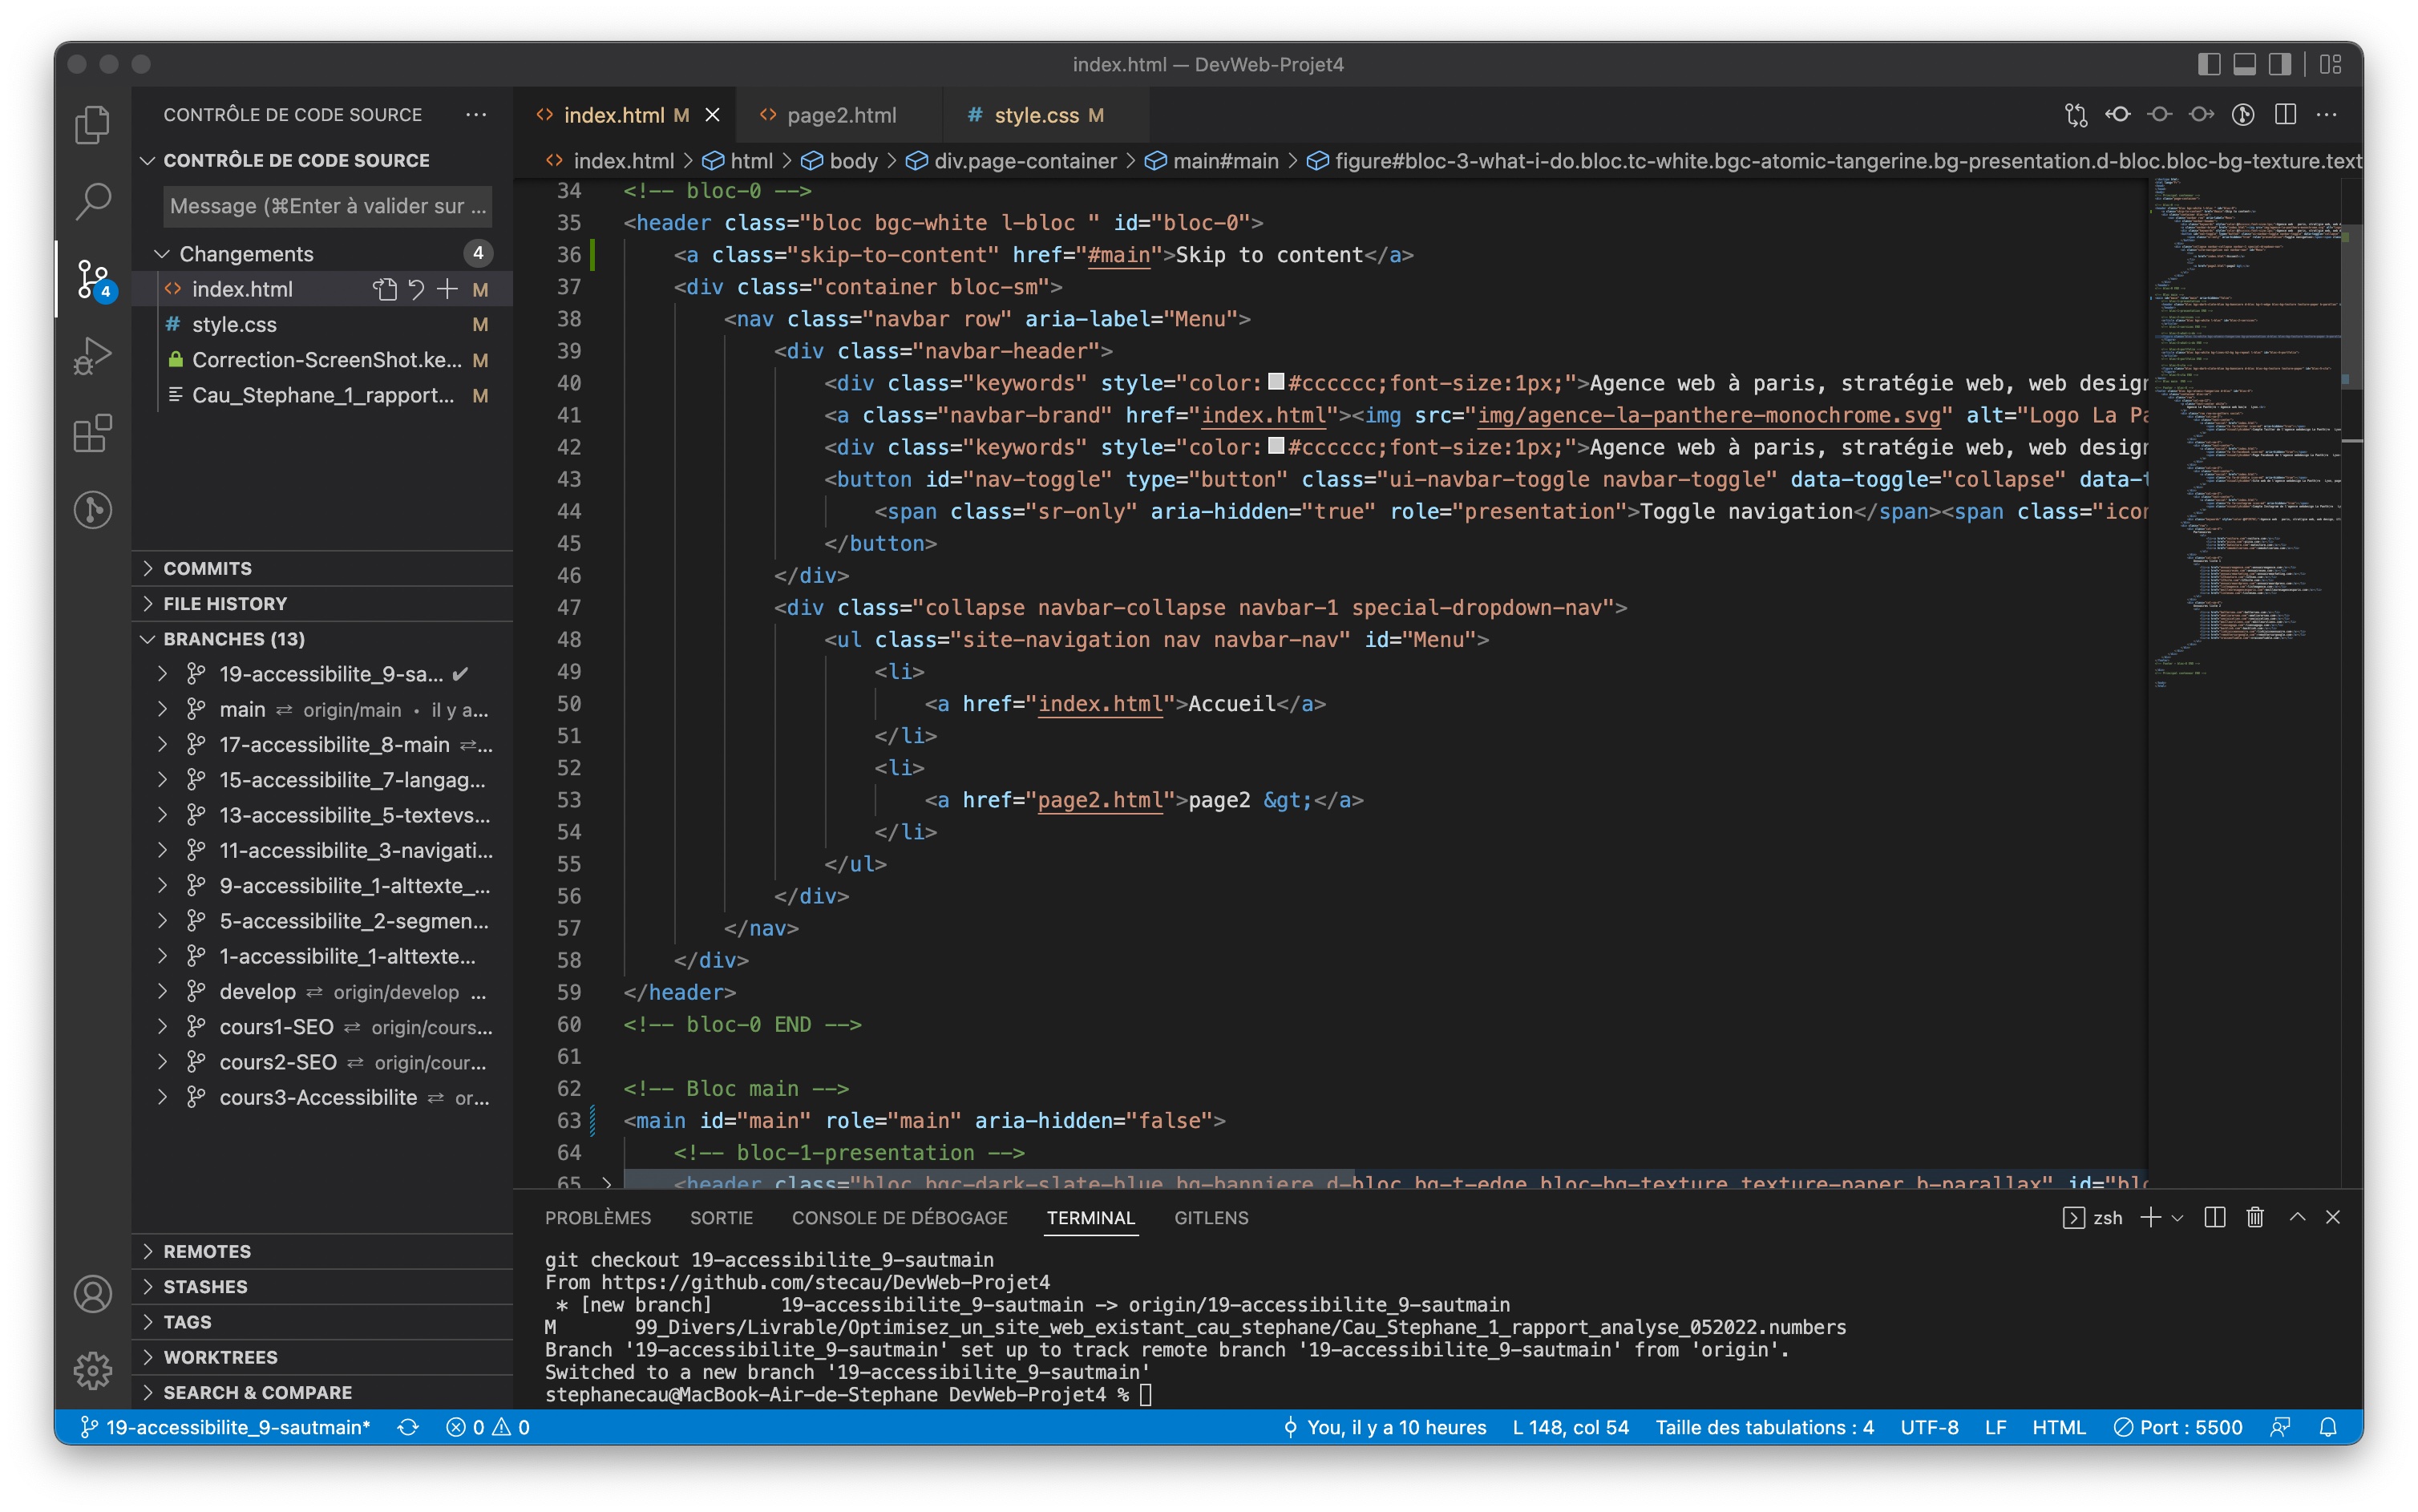 index.html — DevWeb-Projet4
CONTRÔLE DE CODE SOURCE
CONTRÔLE DE CODE SOURCE
Message (⌘Enter à valider sur ...
Changements 4
index.html M
style.css M
Correction-ScreenShot.ke... M
Cau_Stephane_1_rapport... M
4
COMMITS
FILE HISTORY
BRANCHES (13)
19-accessibilite_9-sa... ✔
main ⇄ origin/main • il y a...
17-accessibilite_8-main ⇄...
15-accessibilite_7-langag...
13-accessibilite_5-textevs...
11-accessibilite_3-navigati...
9-accessibilite_1-alttexte_...
5-accessibilite_2-segmen...
1-accessibilite_1-alttexte...
develop ⇄ origin/develop ...
cours1-SEO ⇄ origin/cours...
cours2-SEO ⇄ origin/cour...
cours3-Accessibilite ⇄ or...
REMOTES
STASHES
TAGS
WORKTREES
SEARCH & COMPARE
index.html M
page2.html
# style.css M
index.html > html > body > div.page-container > main#main > figure#bloc-3-what-i-do.bloc.tc-white.bgc-atomic-tangerine.bg-presentation.d-bloc.bloc-bg-texture.text
34 <!-- bloc-0 -->
35 <header class="bloc bgc-white l-bloc " id="bloc-0">
36 <a class="skip-to-content" href="#main">Skip to content</a>
37 <div class="container bloc-sm">
38 <nav class="navbar row" aria-label="Menu">
39 <div class="navbar-header">
40 <div class="keywords" style="color:#cccccc;font-size:1px;">Agence web à paris, stratégie web, web design
41 <a class="navbar-brand" href="index.html"><img src="img/agence-la-panthere-monochrome.svg" alt="Logo La Pa
42 <div class="keywords" style="color:#cccccc;font-size:1px;">Agence web à paris, stratégie web, web design
43 <button id="nav-toggle" type="button" class="ui-navbar-toggle navbar-toggle" data-toggle="collapse" data-t
44 <span class="sr-only" aria-hidden="true" role="presentation">Toggle navigation</span><span class="icon
45 </button>
46 </div>
47 <div class="collapse navbar-collapse navbar-1 special-dropdown-nav">
48 <ul class="site-navigation nav navbar-nav" id="Menu">
49 <li>
50 <a href="index.html">Accueil</a>
51 </li>
52 <li>
53 <a href="page2.html">page2 &gt;</a>
54 </li>
55 </ul>
56 </div>
57 </nav>
58 </div>
59 </header>
60 <!-- bloc-0 END -->
61
62 <!-- Bloc main -->
63 <main id="main" role="main" aria-hidden="false">
64 <!-- bloc-1-presentation -->
65 <header class="bloc bgc-dark-slate-blue bg-banniere d-bloc bg-t-edge bloc-bg-texture texture-paper b-parallax" id="blo
PROBLÈMES SORTIE CONSOLE DE DÉBOGAGE TERMINAL GITLENS
zsh
git checkout 19-accessibilite_9-sautmain
From https://github.com/stecau/DevWeb-Projet4
* [new branch] 19-accessibilite_9-sautmain -> origin/19-accessibilite_9-sautmain
M 99_Divers/Livrable/Optimisez_un_site_web_existant_cau_stephane/Cau_Stephane_1_rapport_analyse_052022.numbers
Branch '19-accessibilite_9-sautmain' set up to track remote branch '19-accessibilite_9-sautmain' from 'origin'.
Switched to a new branch '19-accessibilite_9-sautmain'
stephanecau@MacBook-Air-de-Stephane DevWeb-Projet4 %
19-accessibilite_9-sautmain* 0 0 You, il y a 10 heures L 148, col 54 Taille des tabulations : 4 UTF-8 LF HTML Port : 5500